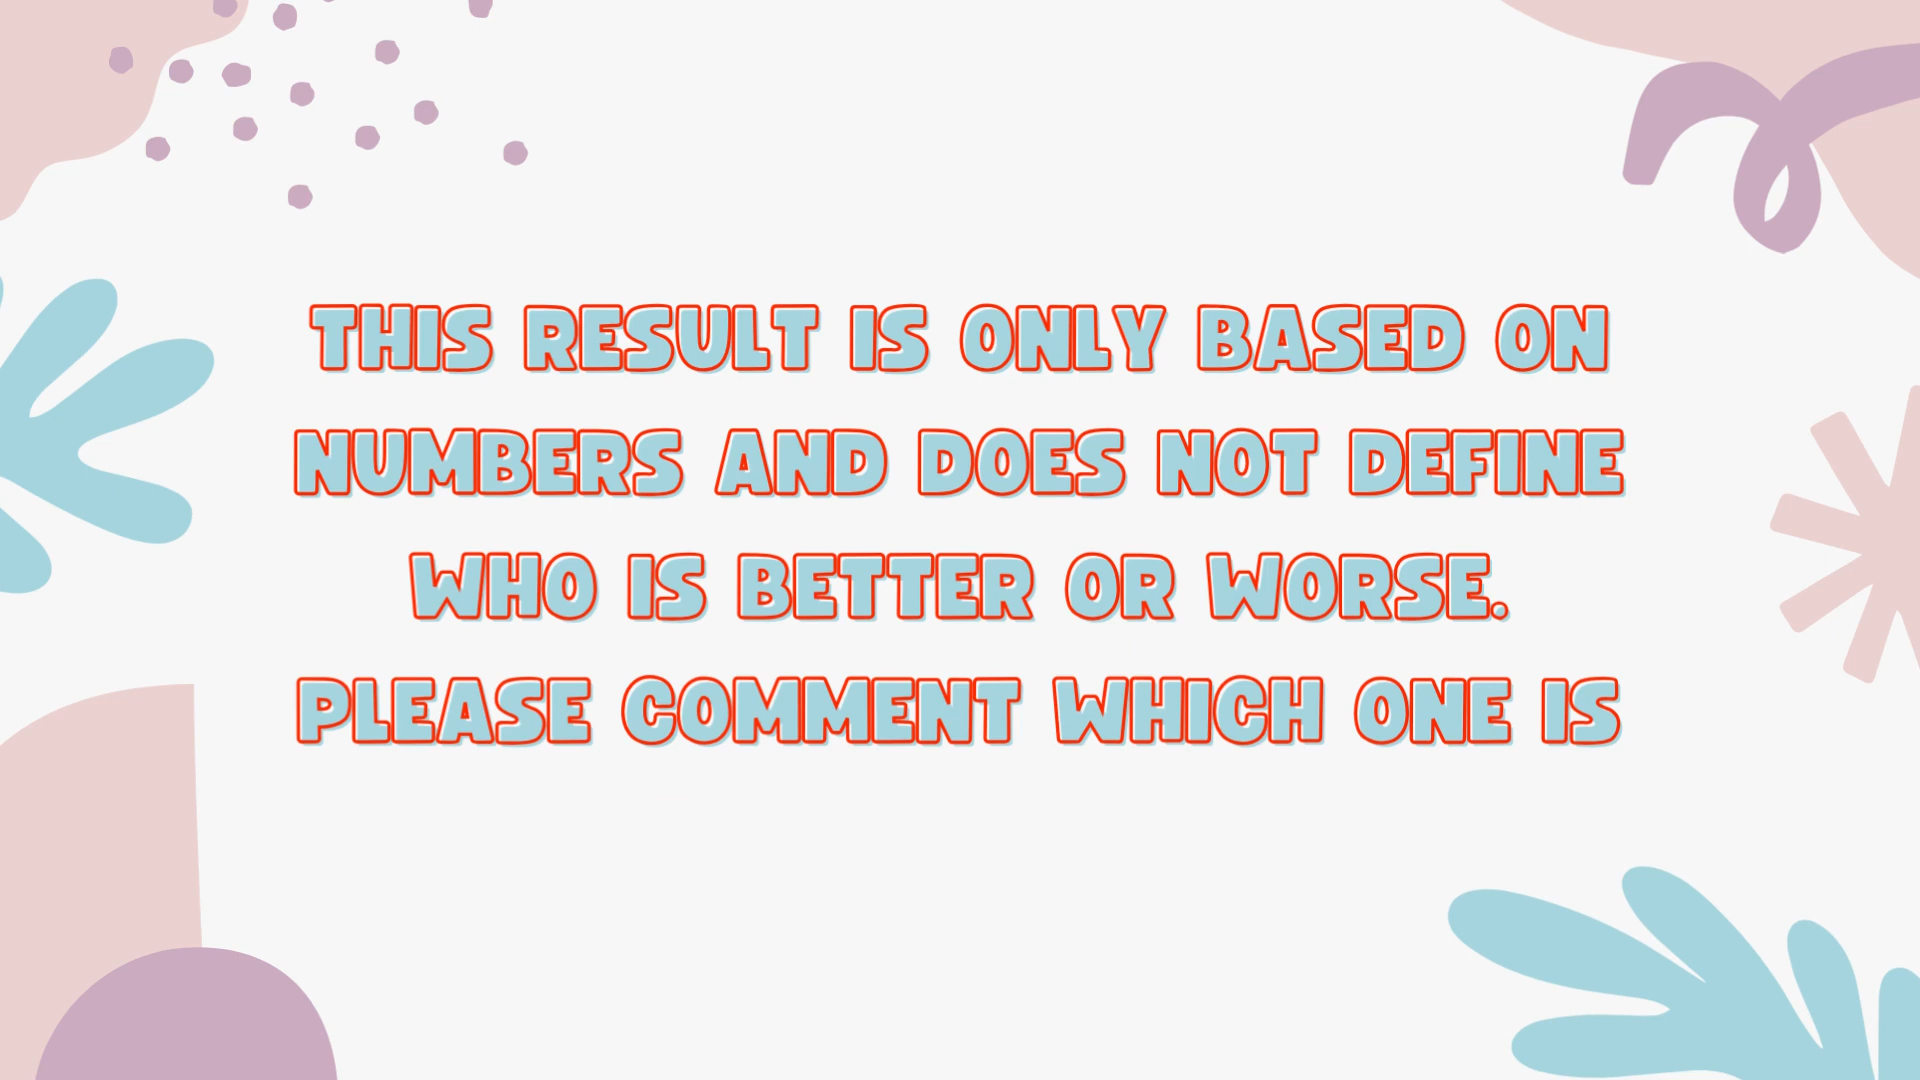 THIS RESULT IS ONLY BASED ON
NUMBERS AND DOES NOT DEFINE
WHO IS BETTER OR WORSE.
PLEASE COMMENT WHICH ONE IS